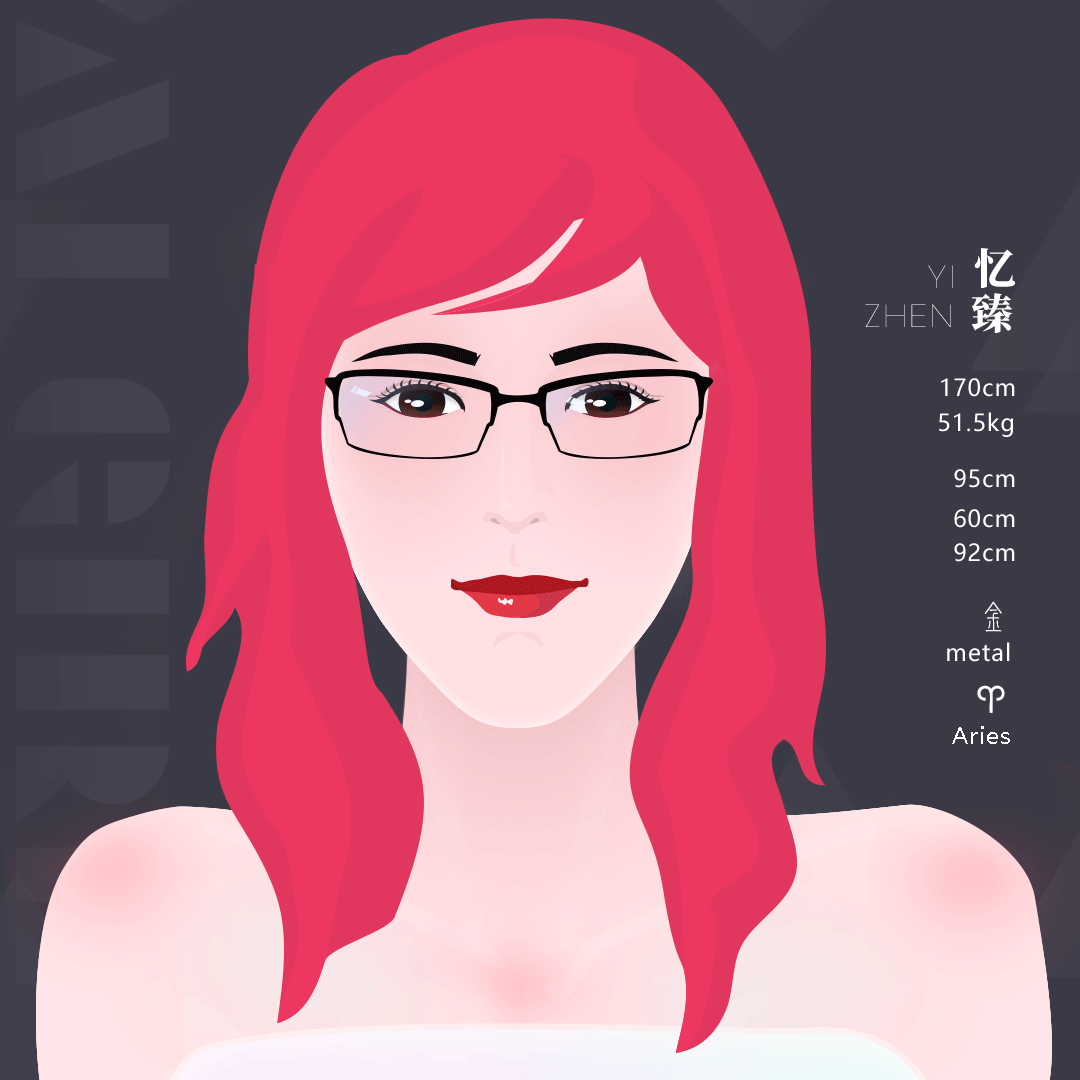 忆臻
YI
ZHEN
170cm
51.5kg
95cm
60cm
92cm
金
metal
♈
Aries